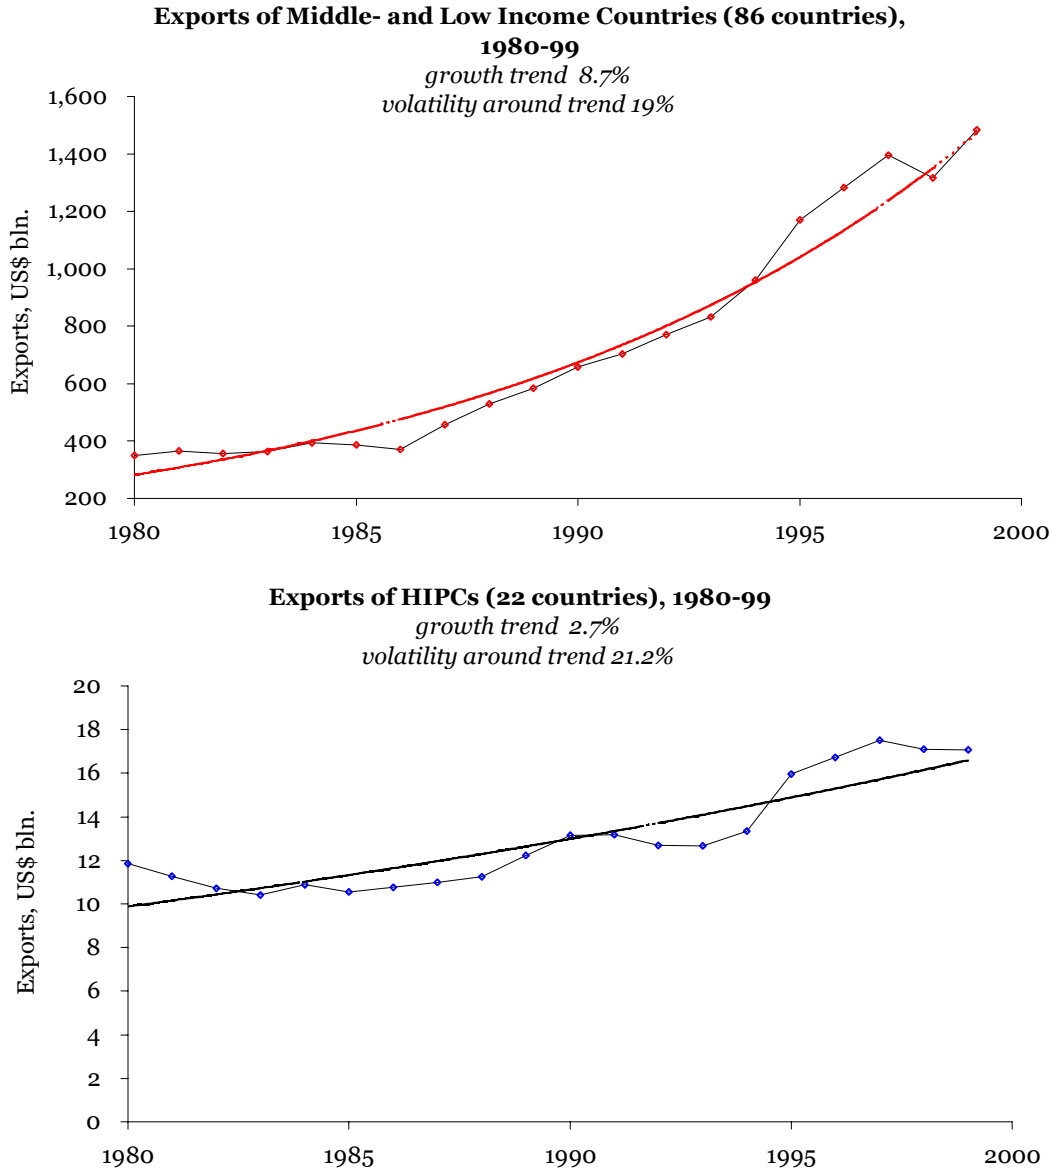 Exports of Middle- and Low Income Countries (86 countries),
1980-99
growth trend 8.7%
volatility around trend 19%
Exports, US$ bln.
1,600
1,400
1,200
1,000
800
600
400
200
1980 1985 1990 1995 2000
Exports of HIPCs (22 countries), 1980-99
growth trend 2.7%
volatility around trend 21.2%
Exports, US$ bln.
20
18
16
14
12
10
8
6
4
2
0
1980 1985 1990 1995 2000